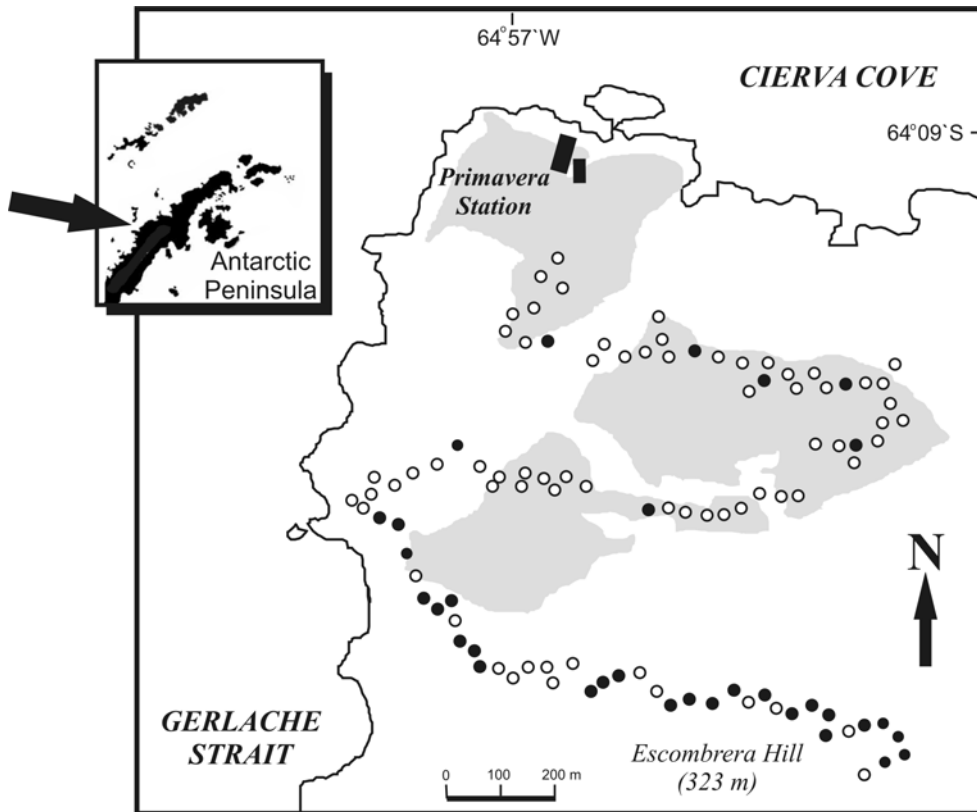 64°57`W
CIERVA COVE
64°09`S
Primavera
Station
Antarctic
Peninsula
N
GERLACHE
STRAIT
Escombrera Hill
(323 m)
0 100 200 m